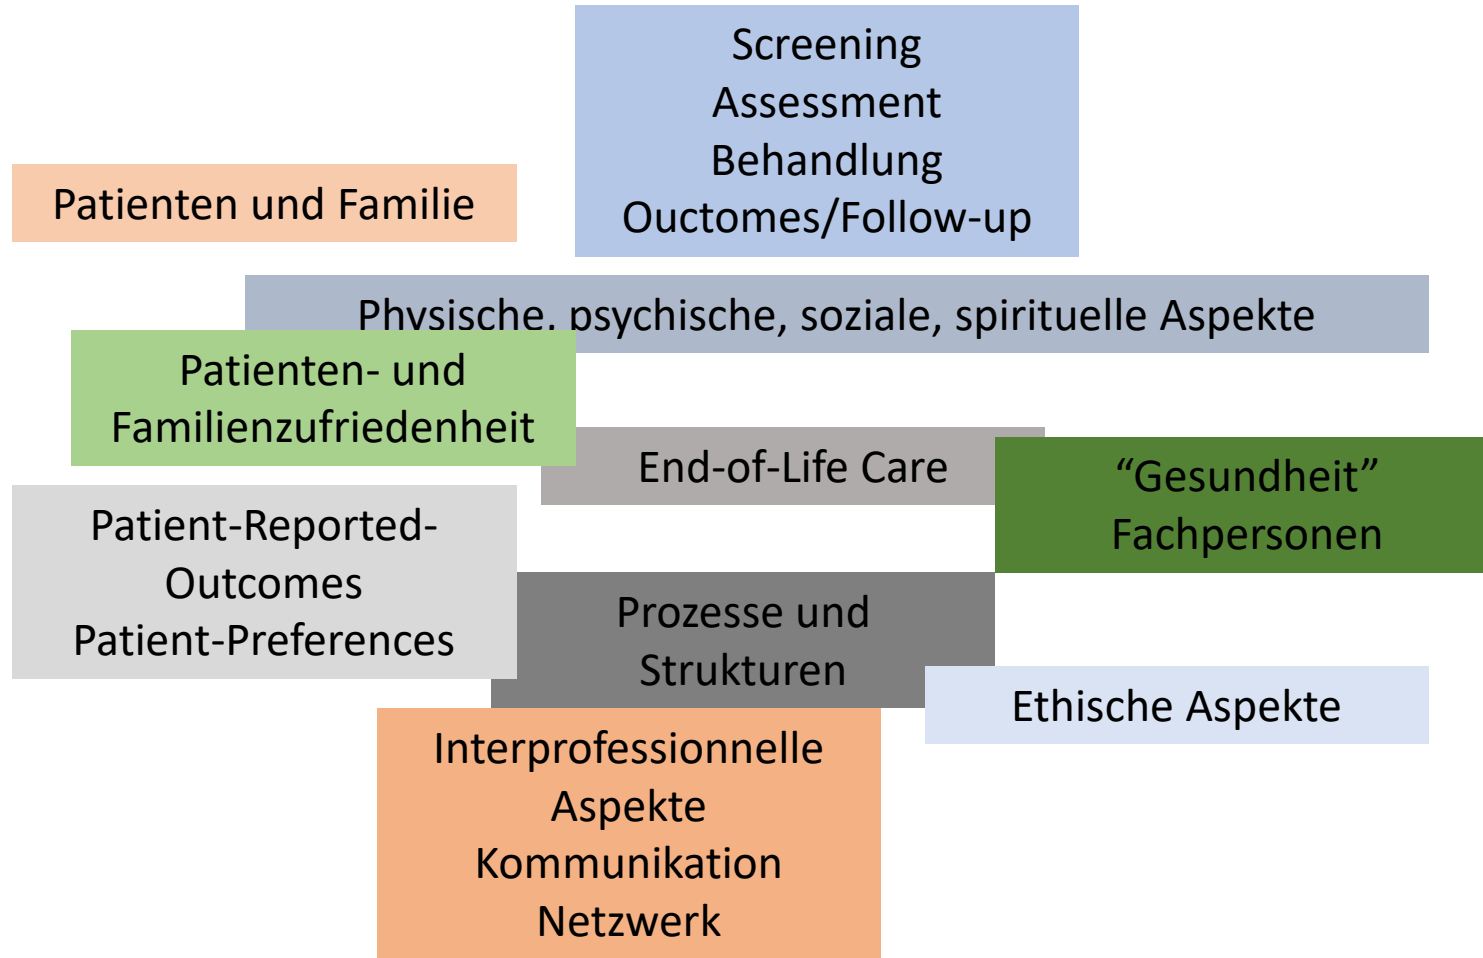 Screening
Assessment
Behandlung
Ouctomes/Follow-up
Patienten und Familie
Physische, psychische, soziale, spirituelle Aspekte
Patienten- und
Familienzufriedenheit
End-of-Life Care
“Gesundheit”
Fachpersonen
Patient-Reported-
Outcomes
Patient-Preferences
Prozesse und
Strukturen
Ethische Aspekte
Interprofessionnelle
Aspekte
Kommunikation
Netzwerk